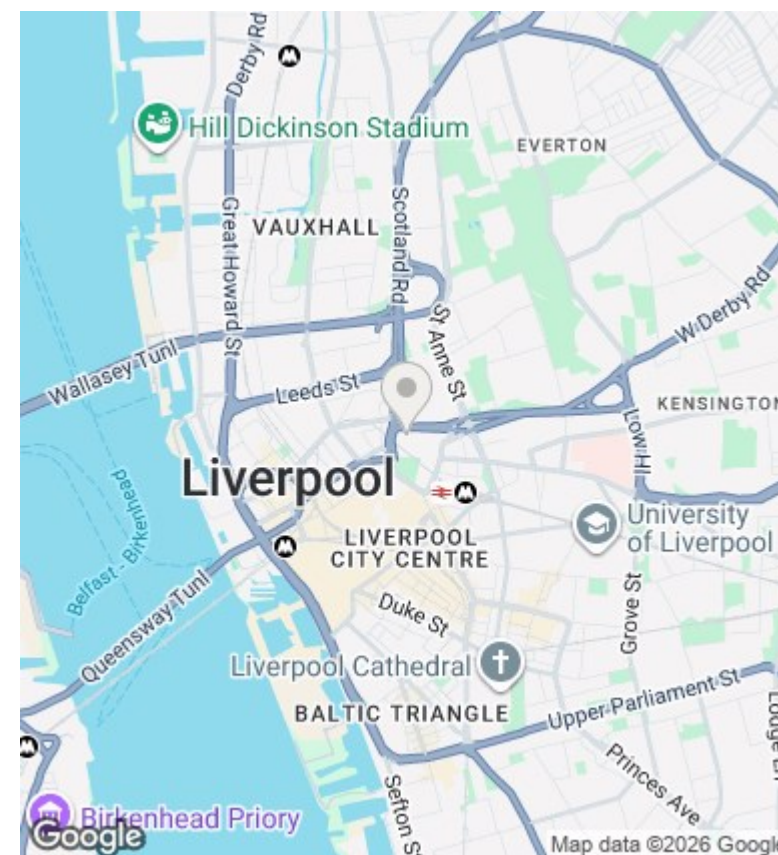 Derby Rd
Hill Dickinson Stadium
EVERTON
Great Howard St
Scotland Rd
VAUXHALL
W Derby Rd
St Anne St
Wallasey Tunl
Leeds St
KENSINGTON
Low Hl
Liverpool
Belfast - Birkenhead
LIVERPOOL
CITY CENTRE
University
of Liverpool
Queensway Tunl
Duke St
Grove St
Liverpool Cathedral
BALTIC TRIANGLE
Upper Parliament St
Princes Ave
Sefton St
Birkenhead Priory
Google
Map data ©2026 Google